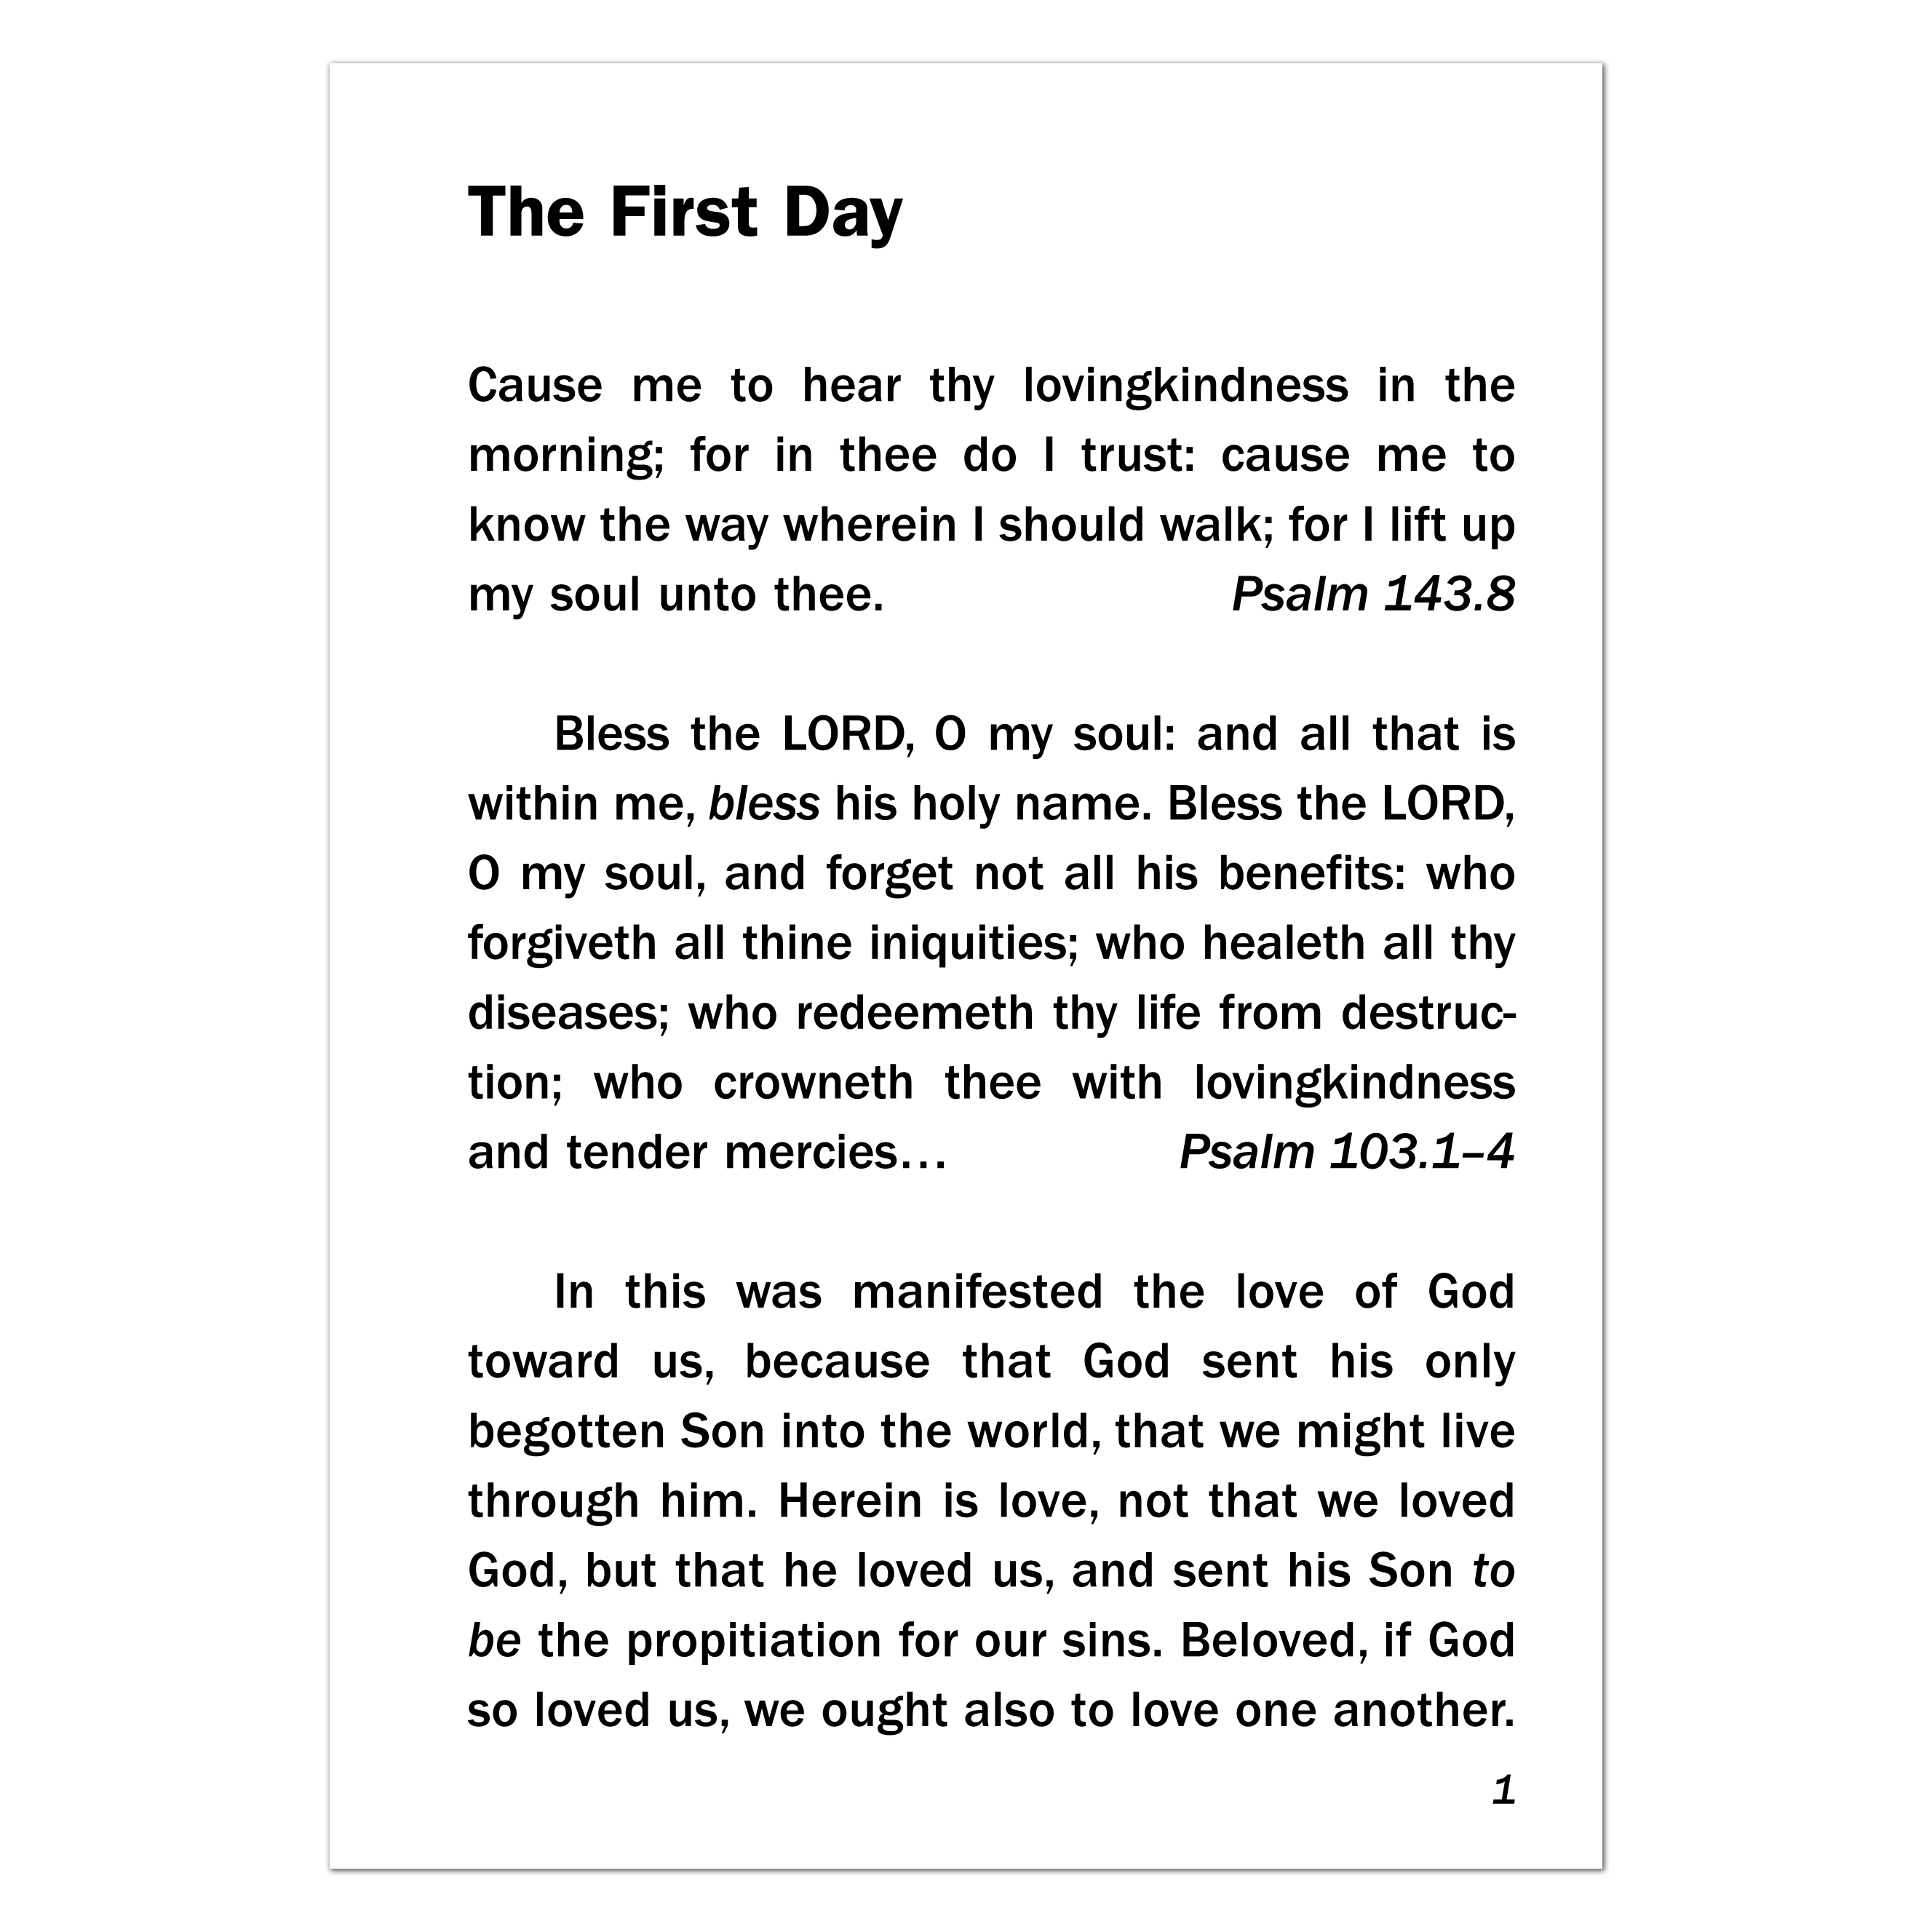 The First Day
Cause me to hear thy lovingkindness in the
morning; for in thee do I trust: cause me to
know the way wherein I should walk; for I lift up
my soul unto thee. Psalm 143.8
Bless the LORD, O my soul: and all that is
within me, bless his holy name. Bless the LORD,
O my soul, and forget not all his benefits: who
forgiveth all thine iniquities; who healeth all thy
diseases; who redeemeth thy life from destruc-
tion; who crowneth thee with lovingkindness
and tender mercies... Psalm 103.1–4
In this was manifested the love of God
toward us, because that God sent his only
begotten Son into the world, that we might live
through him. Herein is love, not that we loved
God, but that he loved us, and sent his Son to
be the propitiation for our sins. Beloved, if God
so loved us, we ought also to love one another.
1